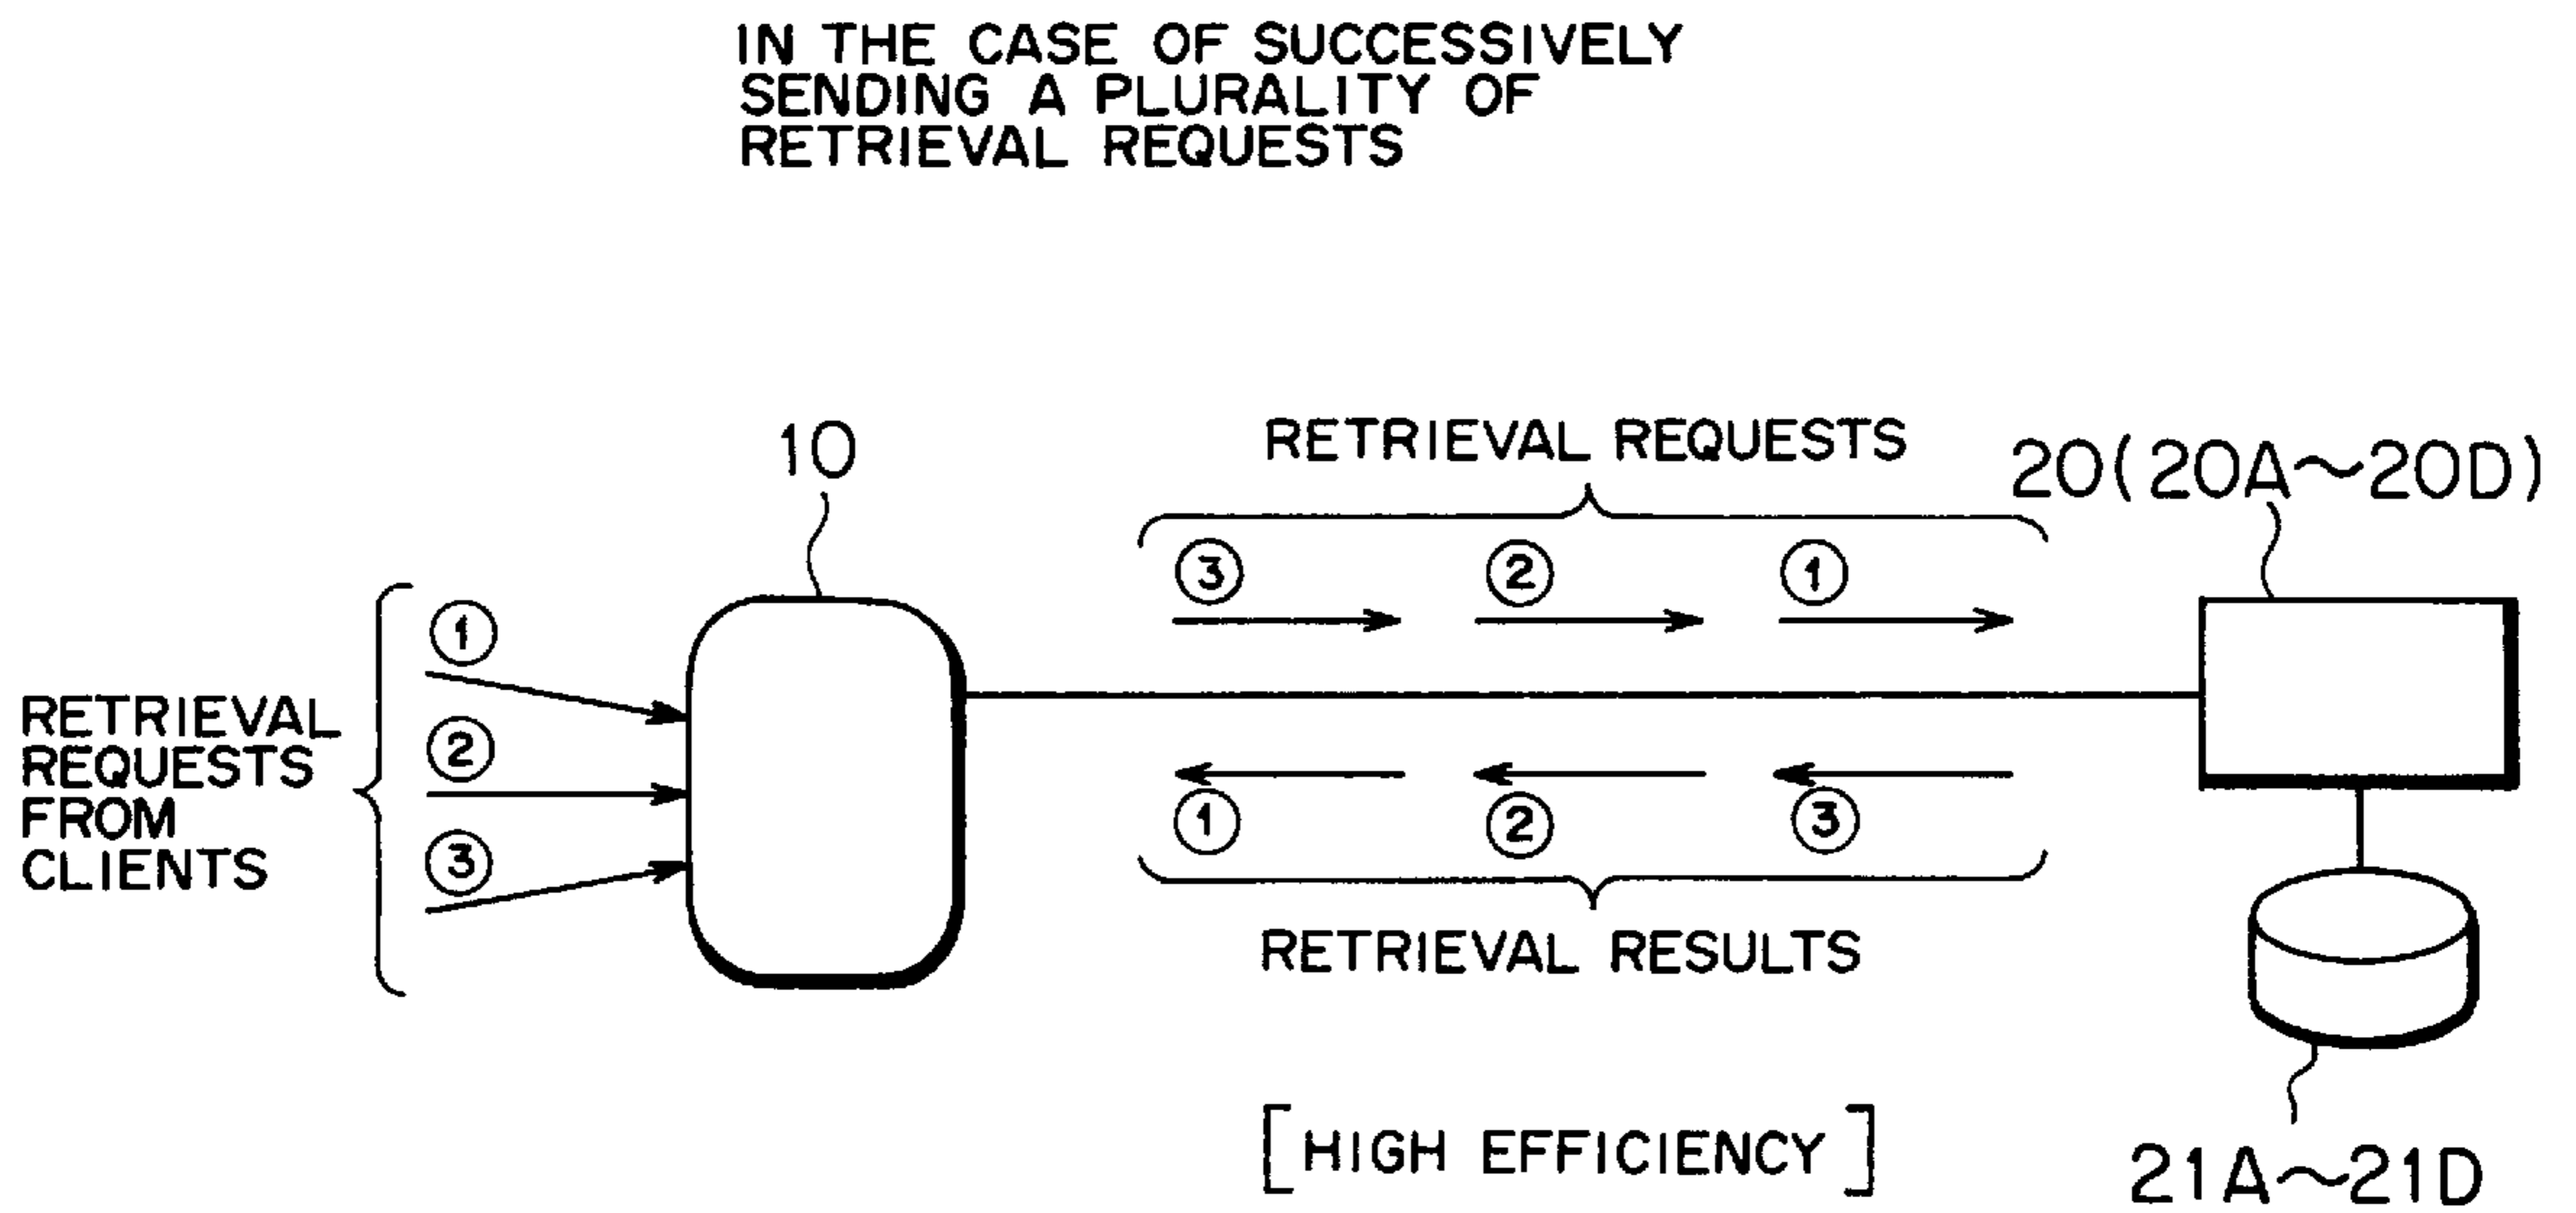 IN THE CASE OF SUCCESSIVELY
SENDING A PLURALITY OF
RETRIEVAL REQUESTS
10
RETRIEVAL REQUESTS
20(20A~20D)
③ ② ①
①
②
③
RETRIEVAL
REQUESTS
FROM
CLIENTS
① ② ③
RETRIEVAL RESULTS
[HIGH EFFICIENCY]
21A~21D